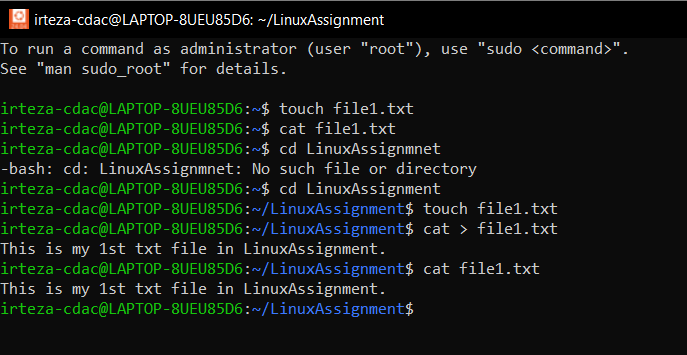 irteza-cdac@LAPTOP-8UEU85D6: ~/LinuxAssignment
To run a command as administrator (user "root"), use "sudo <command>".
See "man sudo_root" for details.
irteza-cdac@LAPTOP-8UEU85D6:~$ touch file1.txt
irteza-cdac@LAPTOP-8UEU85D6:~$ cat file1.txt
irteza-cdac@LAPTOP-8UEU85D6:~$ cd LinuxAssignmnet
-bash: cd: LinuxAssignmnet: No such file or directory
irteza-cdac@LAPTOP-8UEU85D6:~$ cd LinuxAssignment
irteza-cdac@LAPTOP-8UEU85D6:~/LinuxAssignment$ touch file1.txt
irteza-cdac@LAPTOP-8UEU85D6:~/LinuxAssignment$ cat > file1.txt
This is my 1st txt file in LinuxAssignment.
irteza-cdac@LAPTOP-8UEU85D6:~/LinuxAssignment$ cat file1.txt
This is my 1st txt file in LinuxAssignment.
irteza-cdac@LAPTOP-8UEU85D6:~/LinuxAssignment$